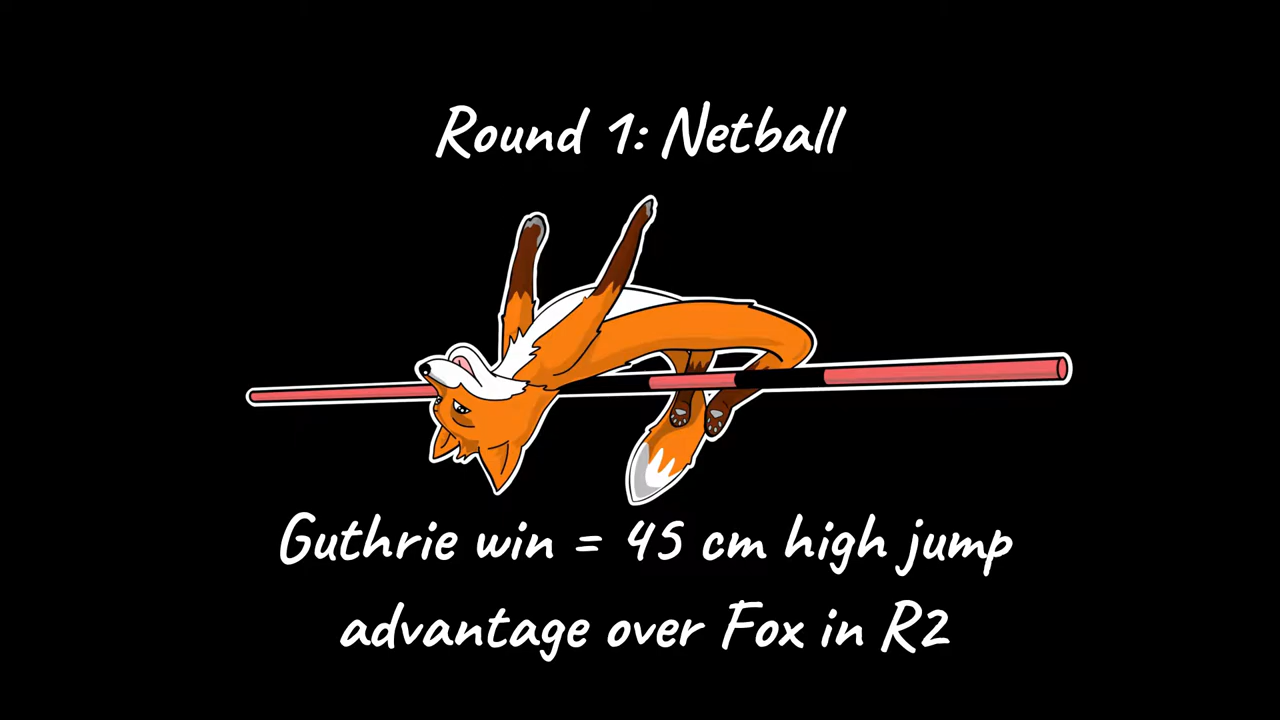 Round 1: Netball
Guthrie win = 45 cm high jump
advantage over Fox in R2